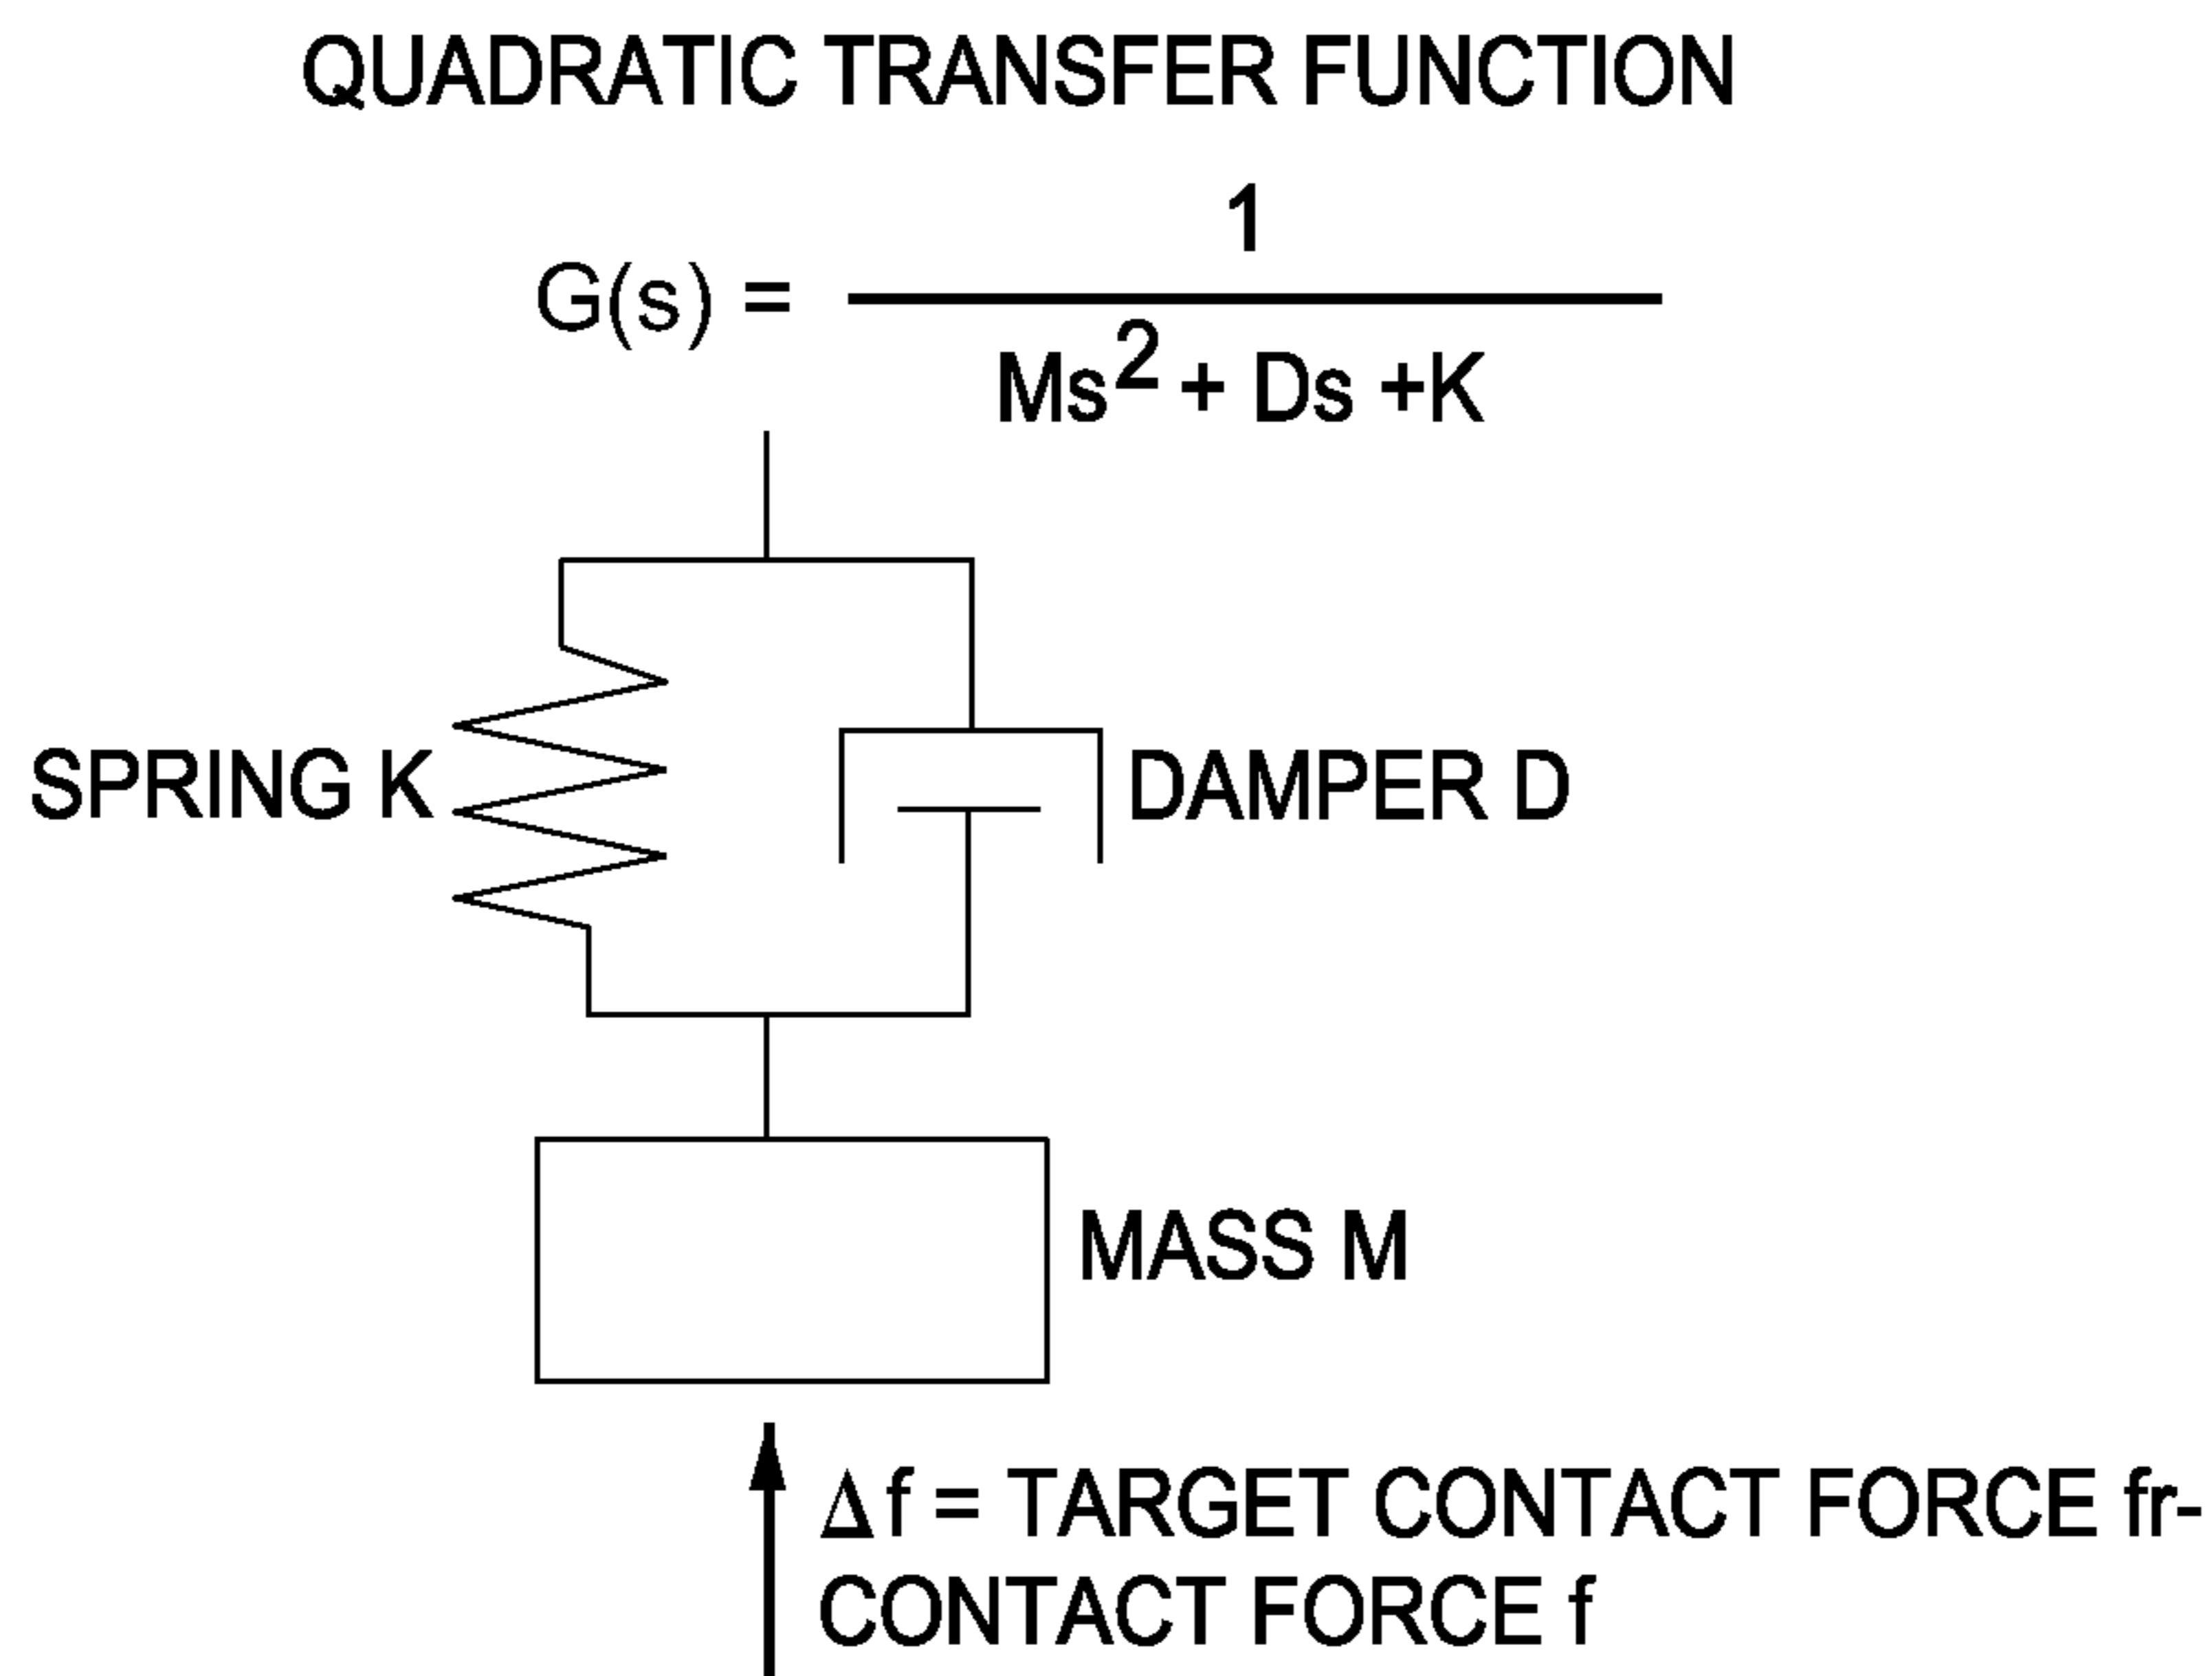 QUADRATIC TRANSFER FUNCTION
1
G(s) =
Ms² + Ds +K
SPRING K
DAMPER D
MASS M
Δf = TARGET CONTACT FORCE fr-
CONTACT FORCE f